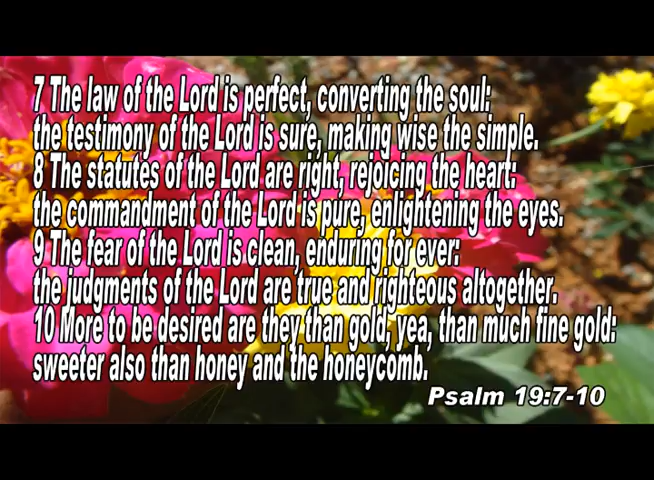 7 The law of the Lord is perfect, converting the soul:
the testimony of the Lord is sure, making wise the simple.
8 The statutes of the Lord are right, rejoicing the heart:
the commandment of the Lord is pure, enlightening the eyes.
9 The fear of the Lord is clean, enduring for ever:
the judgments of the Lord are true and righteous altogether.
10 More to be desired are they than gold, yea, than much fine gold:
sweeter also than honey and the honeycomb.
Psalm 19:7-10